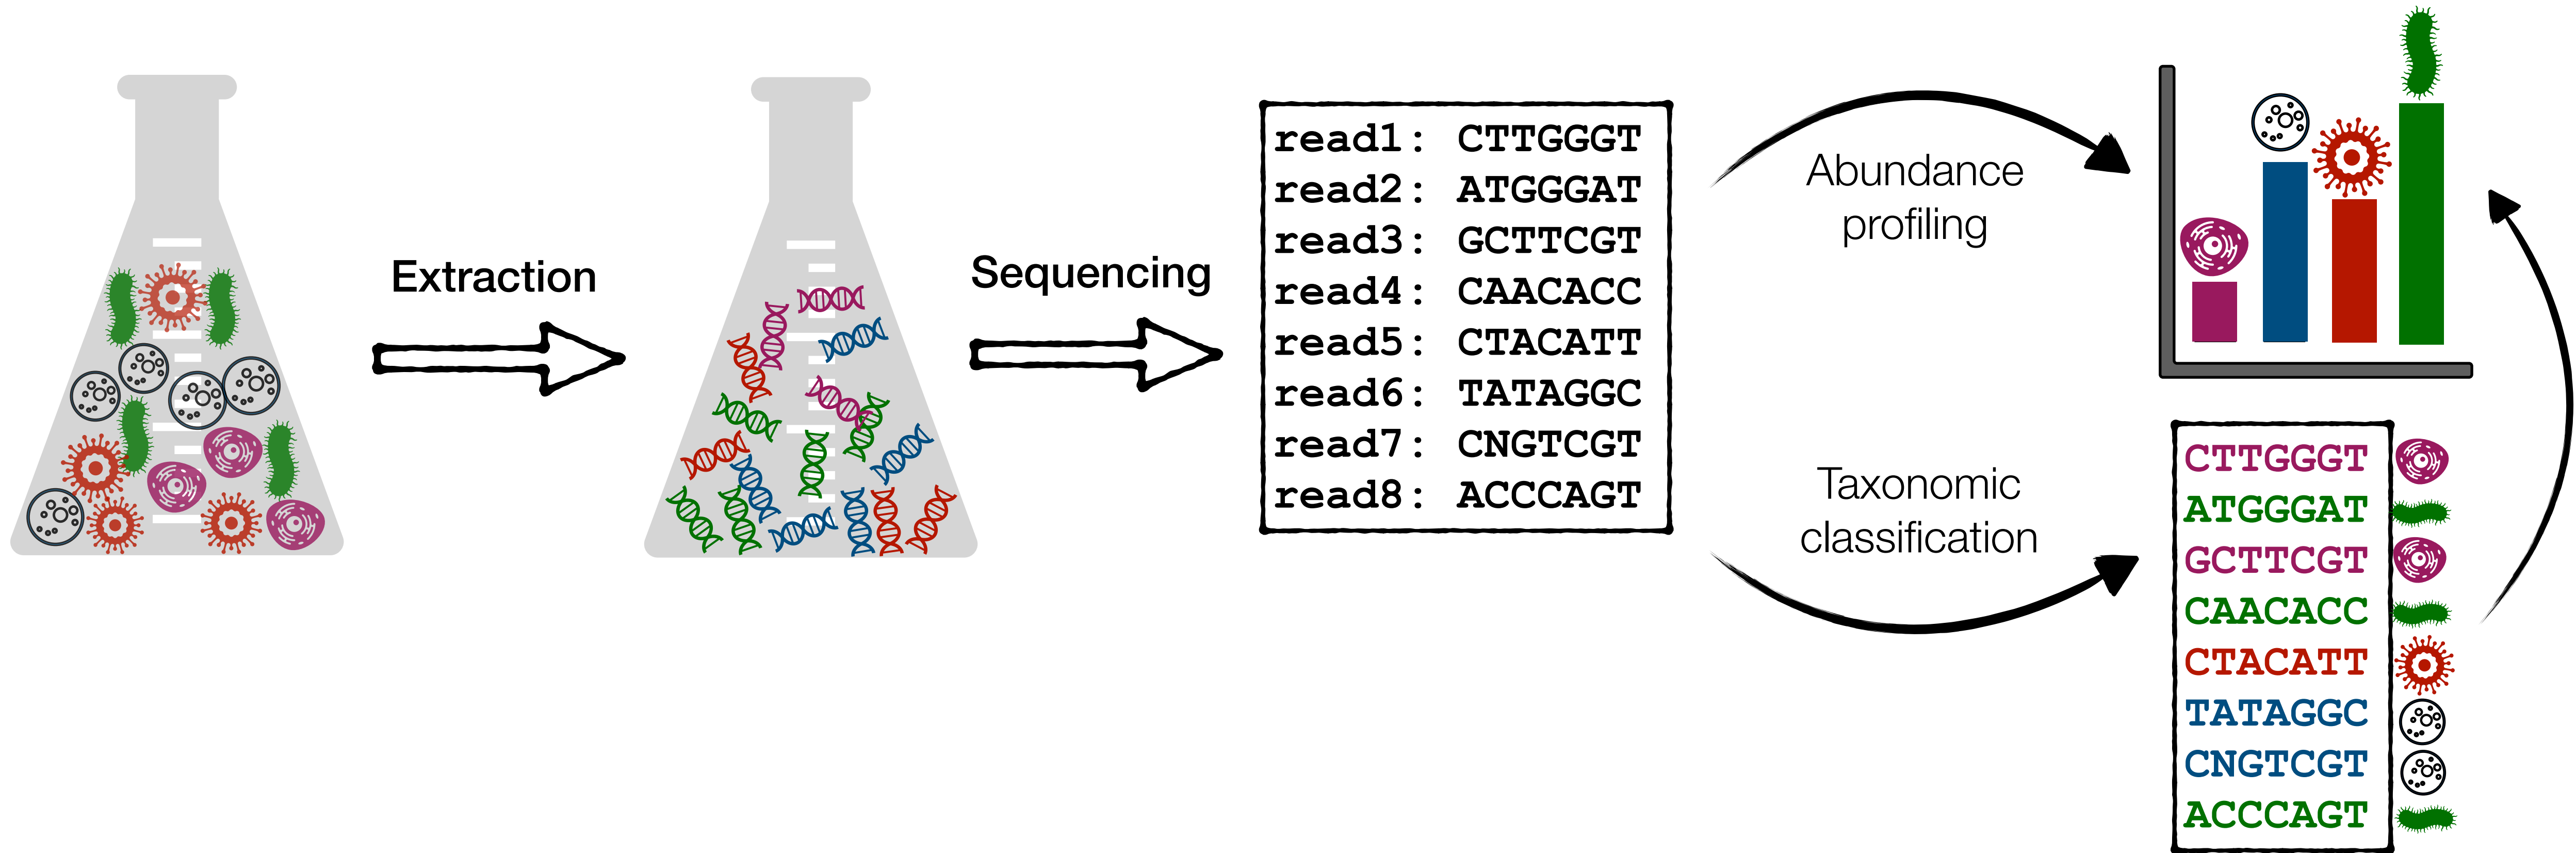 Extraction
Sequencing
read1: CTTGGGT
read2: ATGGGAT
read3: GCTTCGT
read4: CAACACC
read5: CTACATT
read6: TATAGGC
read7: CNGTCGT
read8: ACCCAGT
Abundance
profiling
Taxonomic
classification
CTTGGGT
ATGGGAT
GCTTCGT
CAACACC
CTACATT
TATAGGC
CNGTCGT
ACCCAGT